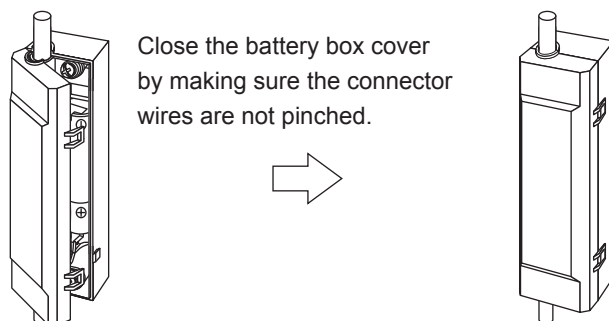 Close the battery box cover
by making sure the connector
wires are not pinched.